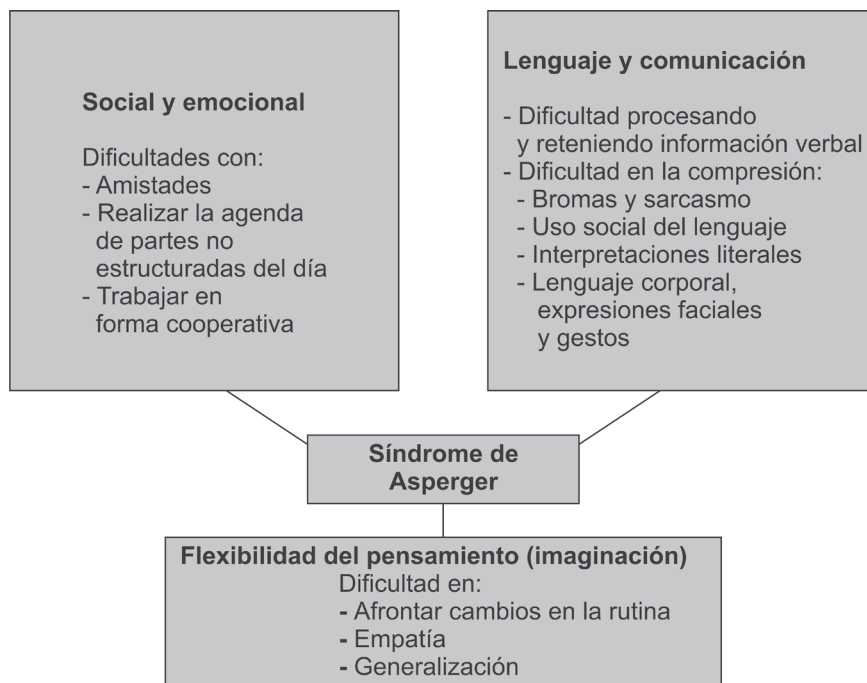 Social y emocional
Dificultades con:
- Amistades
- Realizar la agenda
de partes no
estructuradas del día
- Trabajar en
forma cooperativa
Lenguaje y comunicación
- Dificultad procesando
y reteniendo información verbal
- Dificultad en la compresión:
- Bromas y sarcasmo
- Uso social del lenguaje
- Interpretaciones literales
- Lenguaje corporal,
expresiones faciales
y gestos
Síndrome de
Asperger
Flexibilidad del pensamiento (imaginación)
Dificultad en:
- Afrontar cambios en la rutina
- Empatía
- Generalización